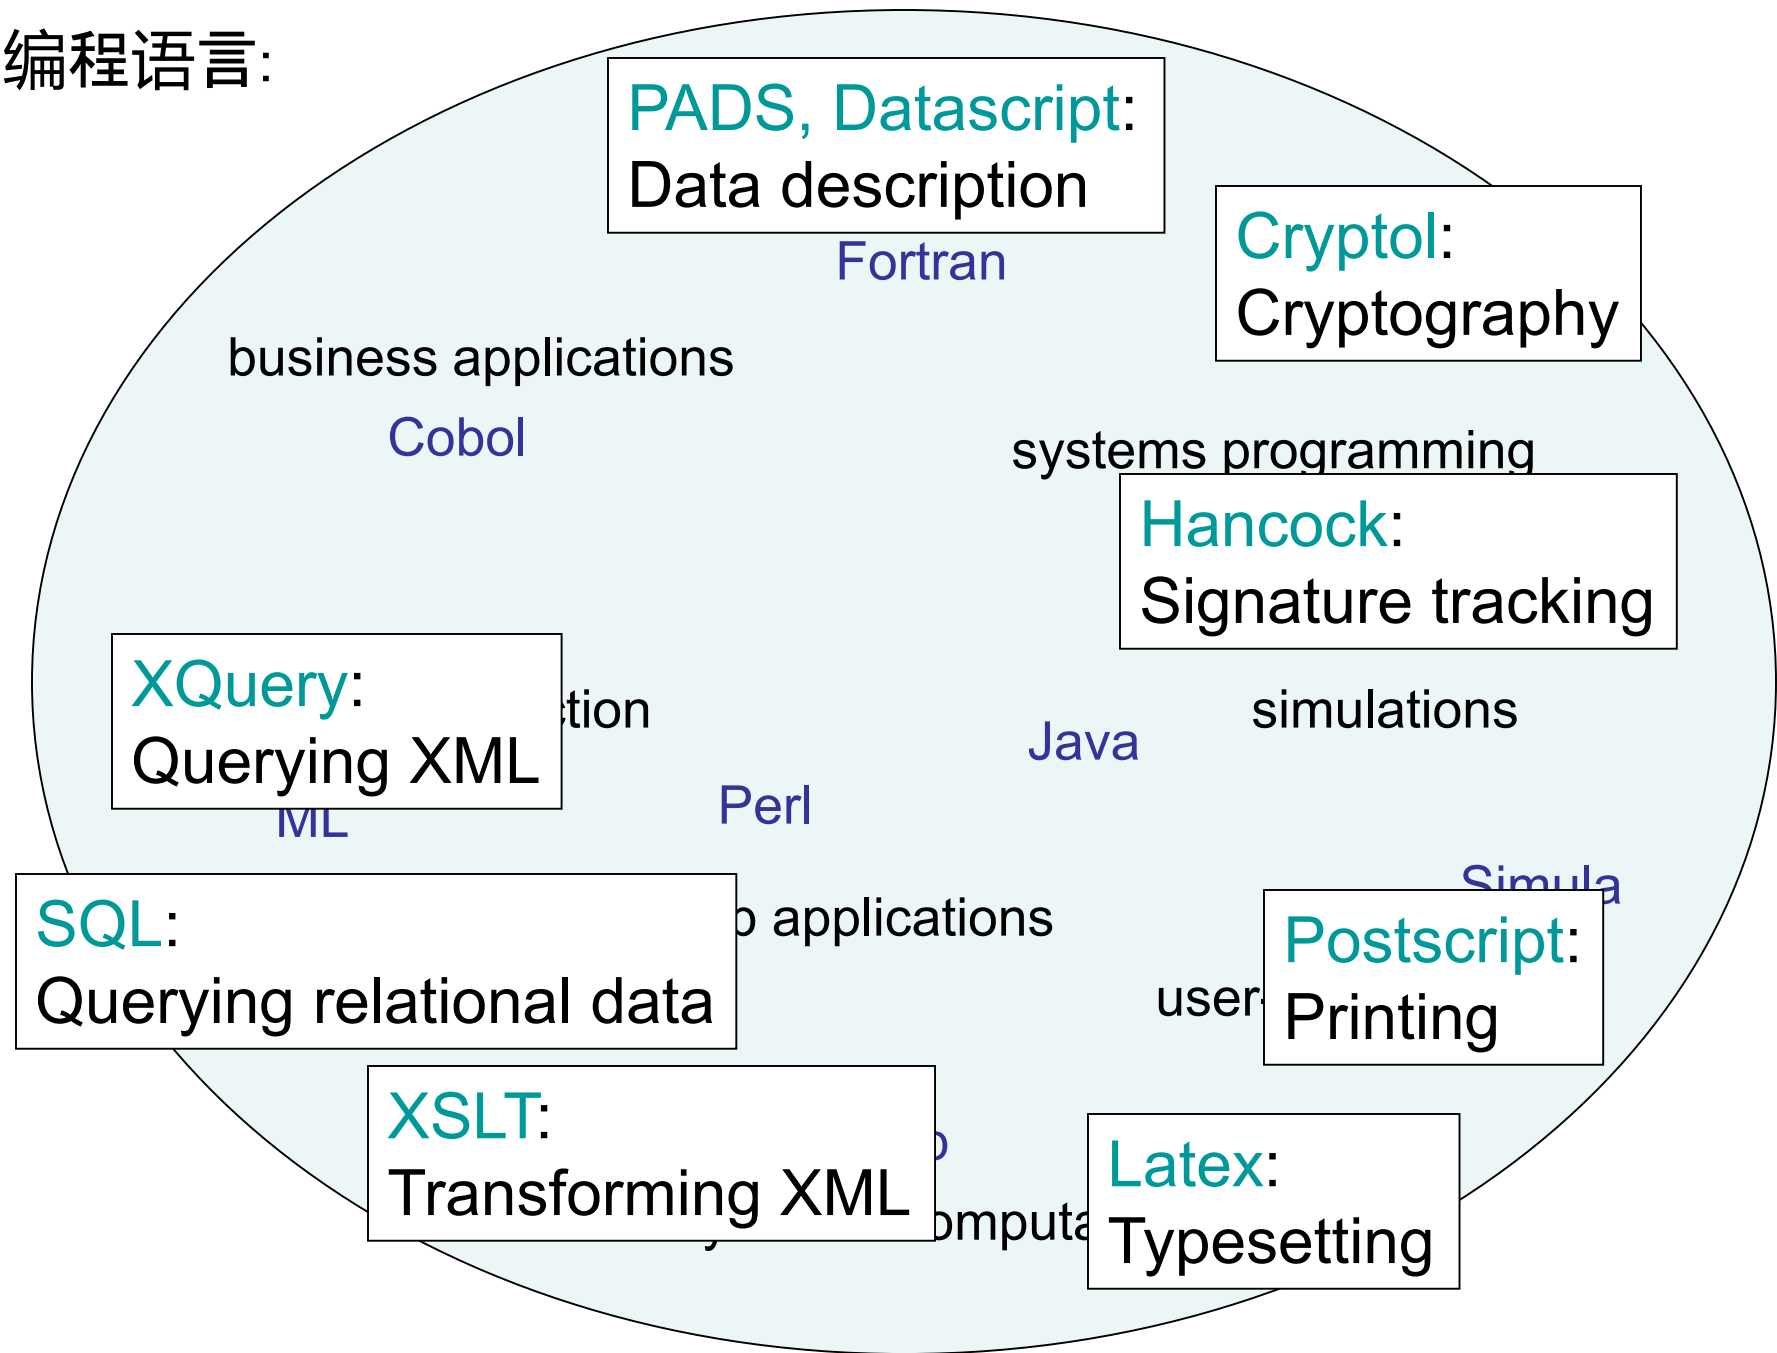 编程语言:
PADS, Datascript:
Data description
Cryptol:
Cryptography
Fortran
business applications
Cobol
systems programming
Hancock:
Signature tracking
XQuery:
Querying XML
simulations
Java
Perl
ML
Simula
SQL:
Querying relational data
applications
Postscript:
Printing
user-
XSLT:
Transforming XML
Latex:
Typesetting